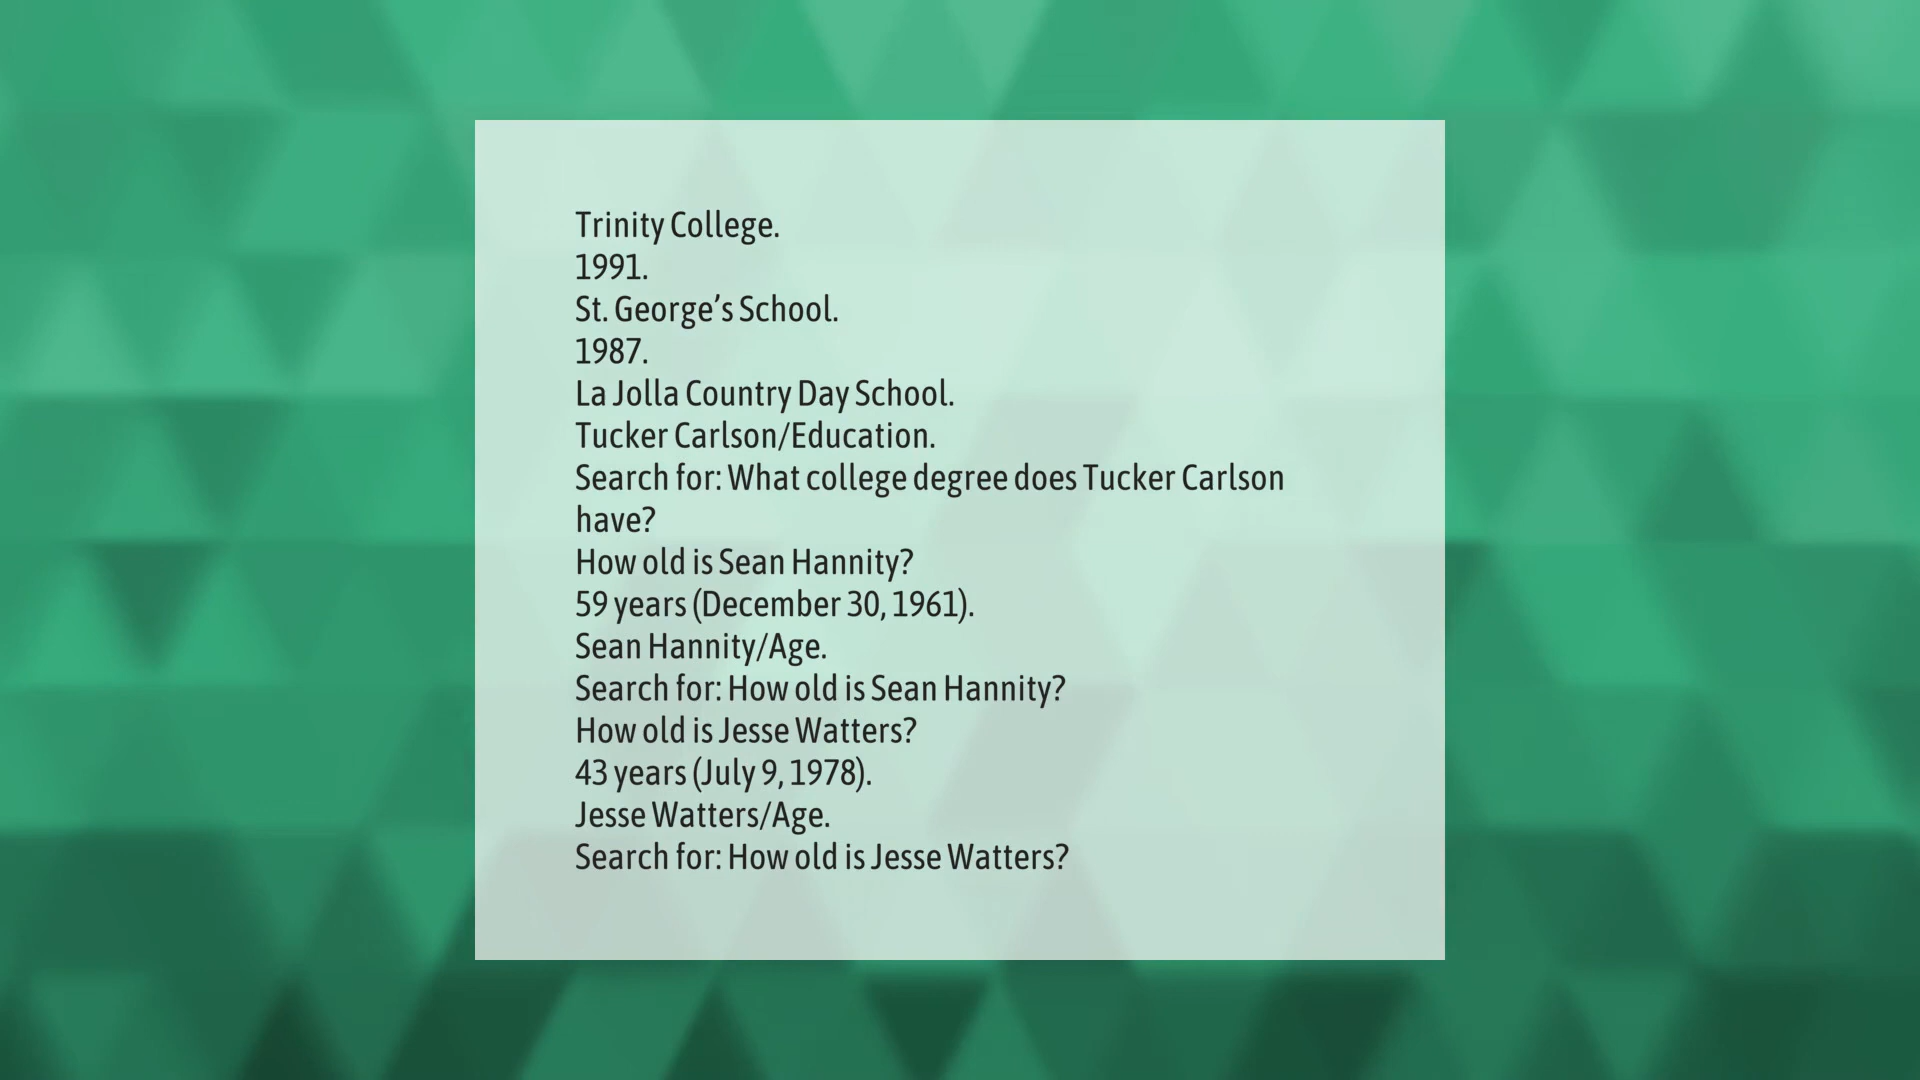 Trinity College.
1991.
St. George’s School.
1987.
La Jolla Country Day School.
Tucker Carlson/Education.
Search for: What college degree does Tucker Carlson
have?
How old is Sean Hannity?
59 years (December 30, 1961).
Sean Hannity/Age.
Search for: How old is Sean Hannity?
How old is Jesse Watters?
43 years (July 9, 1978).
Jesse Watters/Age.
Search for: How old is Jesse Watters?